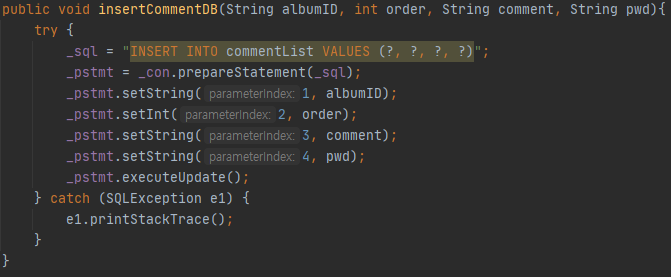 public void insertCommentDB(String albumID, int order, String comment, String pwd){
try {
_sql = "INSERT INTO commentList VALUES (?, ?, ?, ?)";
_pstmt = _con.prepareStatement(_sql);
_pstmt.setString( parameterIndex: 1, albumID);
_pstmt.setInt( parameterIndex: 2, order);
_pstmt.setString( parameterIndex: 3, comment);
_pstmt.setString( parameterIndex: 4, pwd);
_pstmt.executeUpdate();
} catch (SQLException e1) {
e1.printStackTrace();
}
}